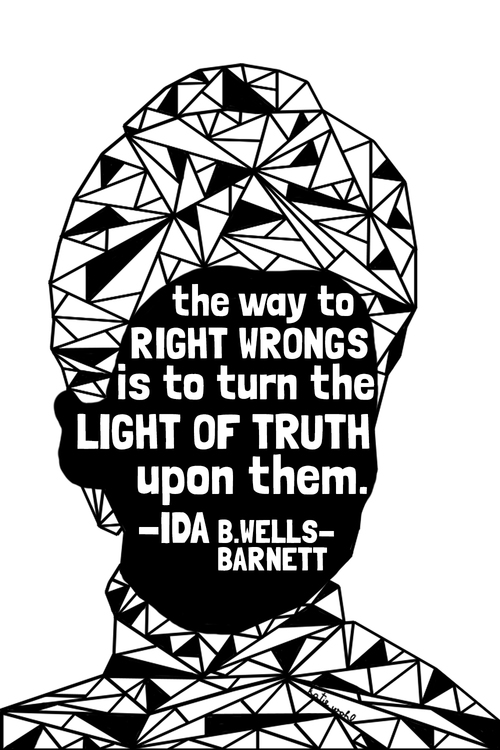 the way to
RIGHT WRONGS
is to turn the
LIGHT OF TRUTH
upon them.
–IDA B.WELLS–
BARNETT